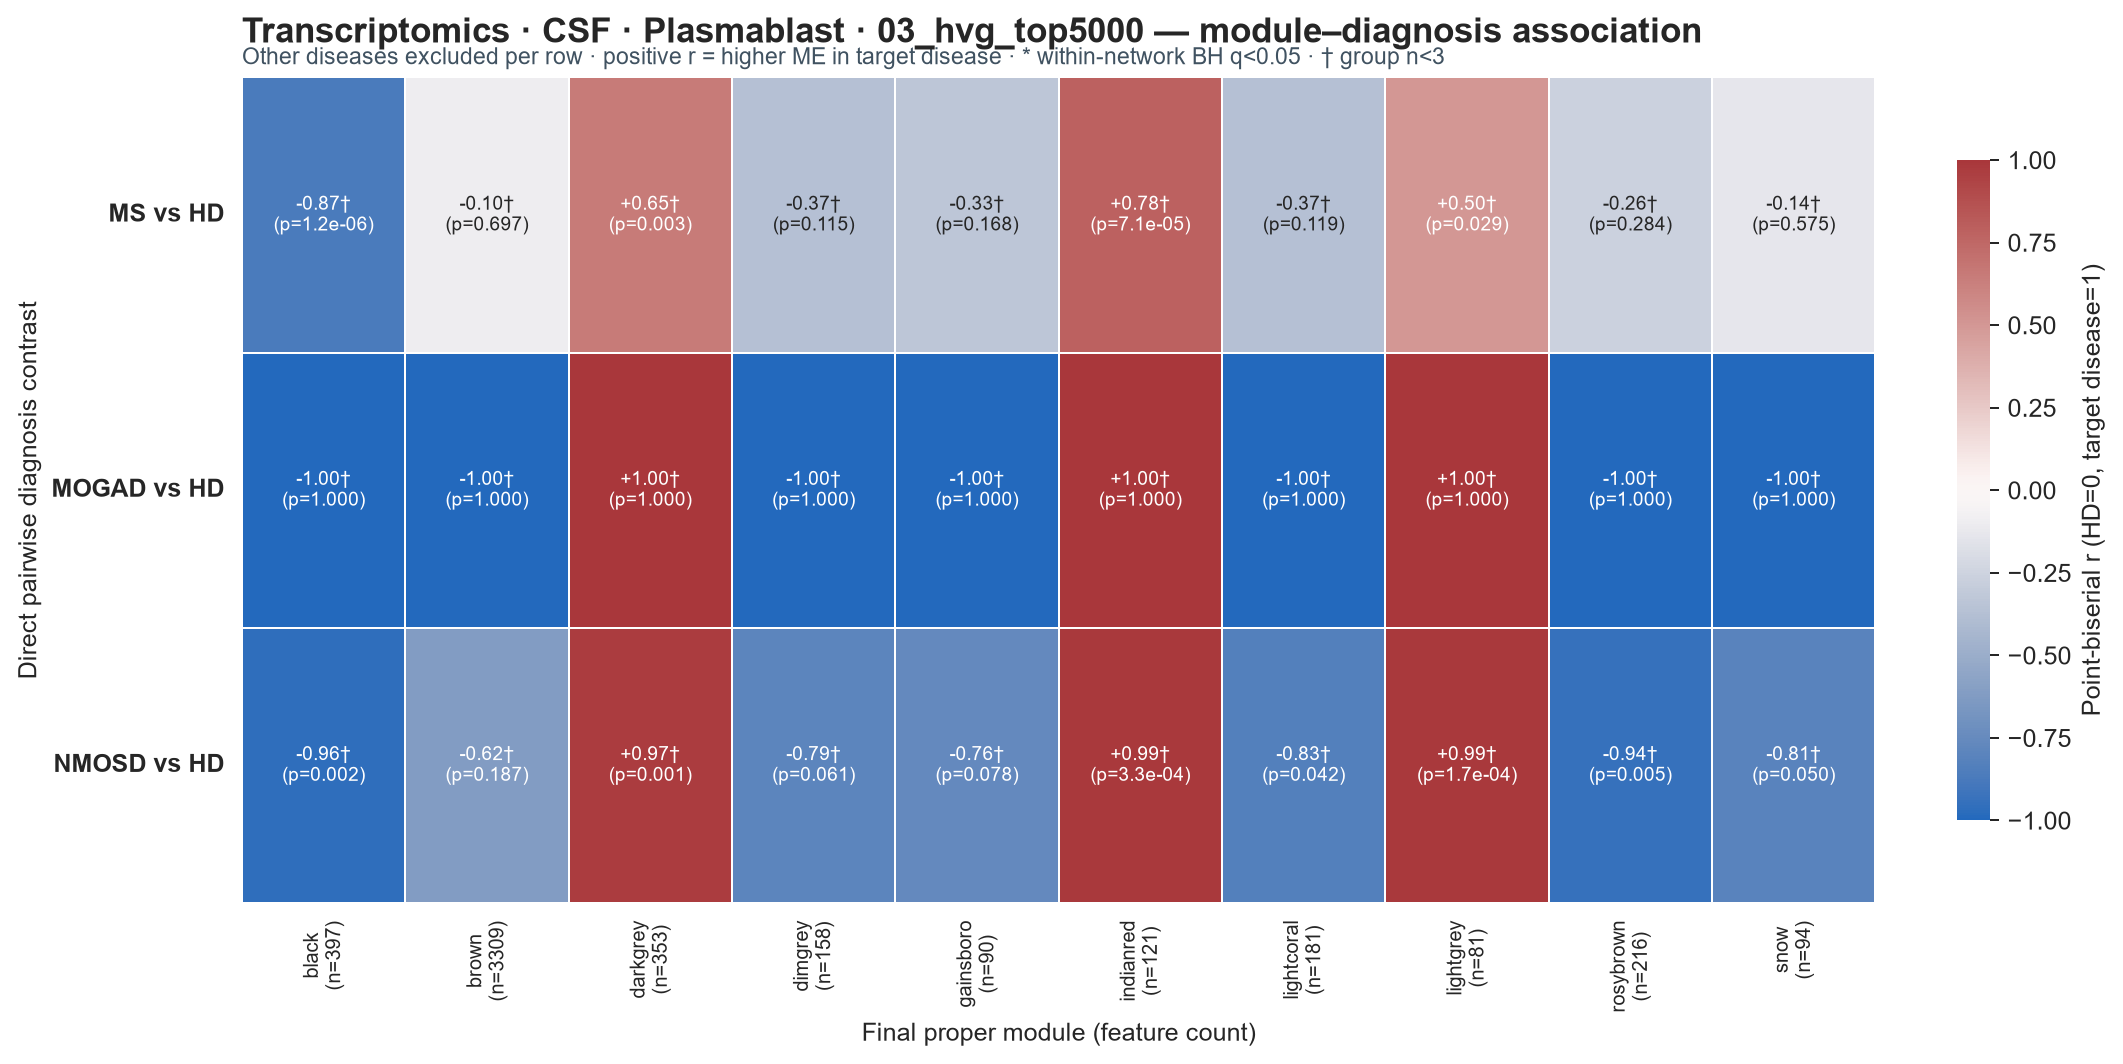 Transcriptomics · CSF · Plasmablast · 03_hvg_top5000 — module–diagnosis association
Other diseases excluded per row · positive r = higher ME in target disease · * within-network BH q<0.05 · † group n<3
Direct pairwise diagnosis contrast
MS vs HD
-0.87† -0.10† +0.65† -0.37† -0.33† +0.78† -0.37† +0.50† -0.26† -0.14†
(p=1.2e-06) (p=0.697) (p=0.003) (p=0.115) (p=0.168) (p=7.1e-05) (p=0.119) (p=0.029) (p=0.284) (p=0.575)
MOGAD vs HD
-1.00† -1.00† +1.00† -1.00† -1.00† +1.00† -1.00† +1.00† -1.00† -1.00†
(p=1.000) (p=1.000) (p=1.000) (p=1.000) (p=1.000) (p=1.000) (p=1.000) (p=1.000) (p=1.000) (p=1.000)
NMOSD vs HD
-0.96† -0.62† +0.97† -0.79† -0.76† +0.99† -0.83† +0.99† -0.94† -0.81†
(p=0.002) (p=0.187) (p=0.001) (p=0.061) (p=0.078) (p=3.3e-04) (p=0.042) (p=1.7e-04) (p=0.005) (p=0.050)
black
(n=397)
brown
(n=3309)
darkgrey
(n=353)
dimgrey
(n=158)
gainsboro
(n=90)
indianred
(n=121)
lightcoral
(n=181)
lightgrey
(n=81)
rosybrown
(n=216)
snow
(n=94)
Final proper module (feature count)
1.00
0.75
0.50
0.25
0.00
−0.25
−0.50
−0.75
−1.00
Point-biserial r (HD=0, target disease=1)